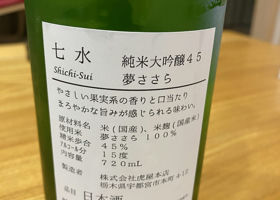 七水 純米大吟醸45
Shichi-Sui 夢ささら
やさしい果実系の香りと口当たり
まろやかな旨みが感じられる味わい。
原材料名 米(国産)、米麹(国産米)
使用米 夢ささら 100%
精米歩合 45%
アルコール分 15度
内容量 720mL
製造者 株式会社虎屋本店
栃木県宇都宮市本町4-12
品目 日本酒